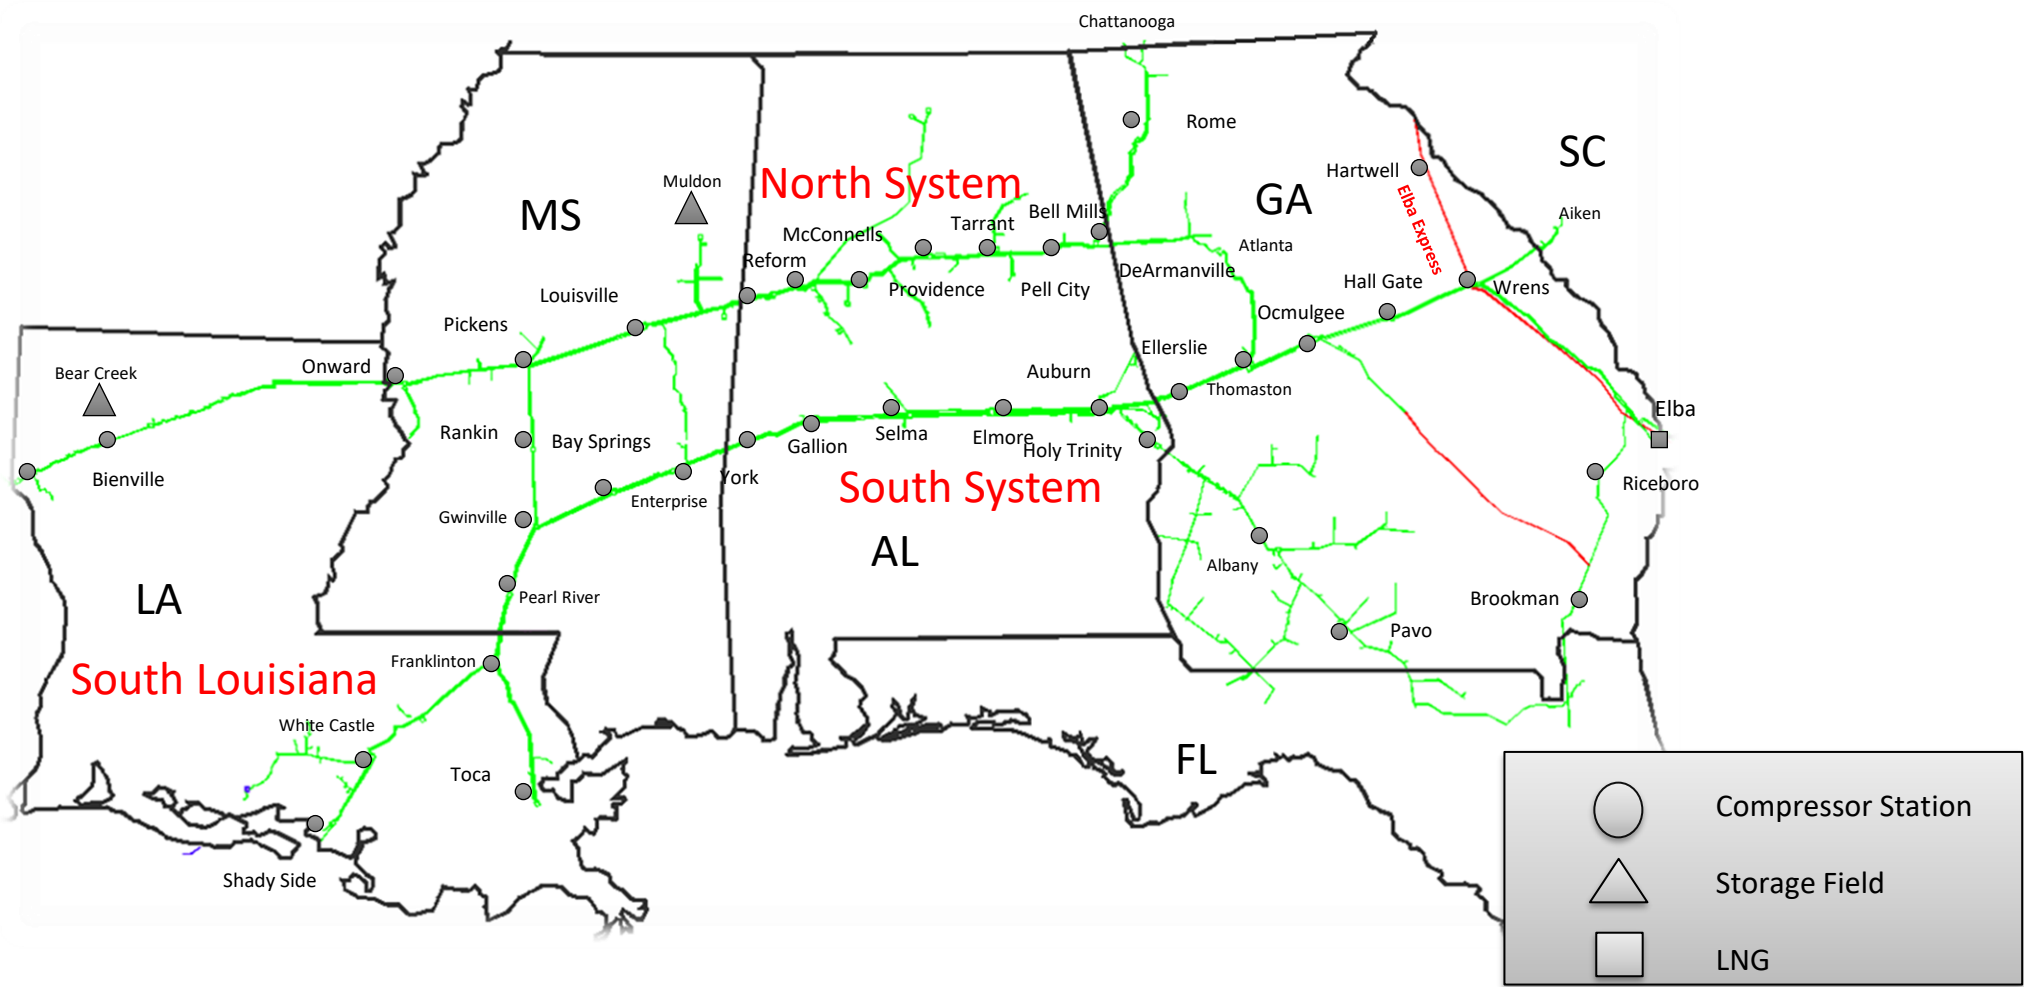 Chattanooga
Rome
SC
Hartwell
Muldon
North System
GA
MS
Elba Express
Bell Mills
Aiken
Tarrant
McConnells
Atlanta
Reform
DeArmanville
Hall Gate
Wrens
Providence
Pell City
Louisville
Ocmulgee
Pickens
Ellerslie
Onward
Auburn
Bear Creek
Thomaston
Elba
Rankin
Bay Springs
Gallion
Selma
Elmore
Holy Trinity
Bienville
York
Riceboro
South System
Enterprise
Gwinville
AL
Albany
LA
Pearl River
Brookman
Pavo
Franklinton
South Louisiana
White Castle
Toca
FL
Shady Side
Compressor Station
Storage Field
LNG